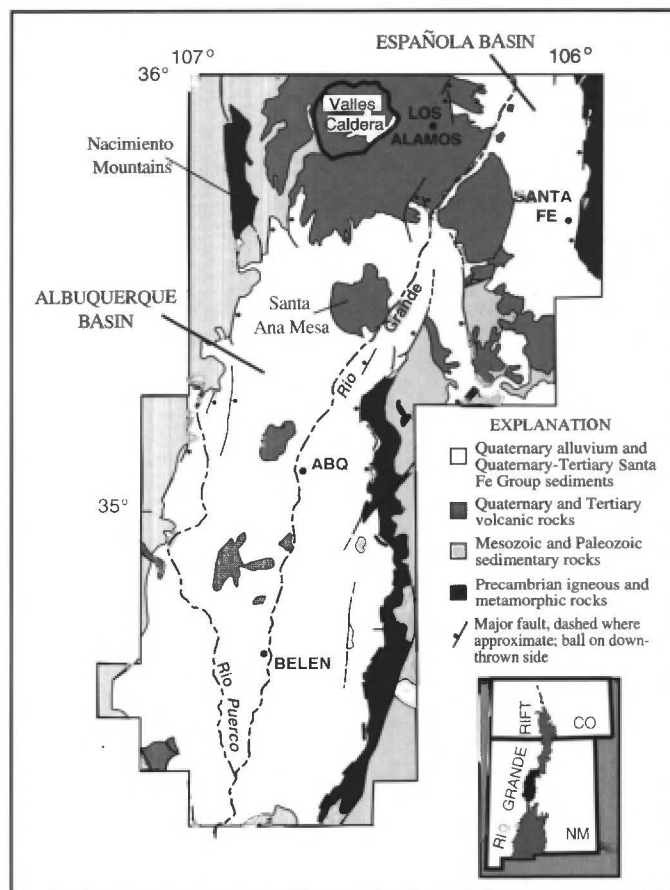 ESPAÑOLA BASIN
107°
106°
36°
Valles
Caldera
LOS
ALAMOS
Nacimiento
Mountains
SANTA
FE
ALBUQUERQUE
BASIN
Santa
Ana Mesa
Rio Grande
ABQ
35°
BELEN
Rio Puerco
EXPLANATION
Quaternary alluvium and
Quaternary-Tertiary Santa
Fe Group sediments
Quaternary and Tertiary
volcanic rocks
Mesozoic and Paleozoic
sedimentary rocks
Precambrian igneous and
metamorphic rocks
Major fault, dashed where
approximate; ball on down-
thrown side
RIO GRANDE RIFT
CO
NM